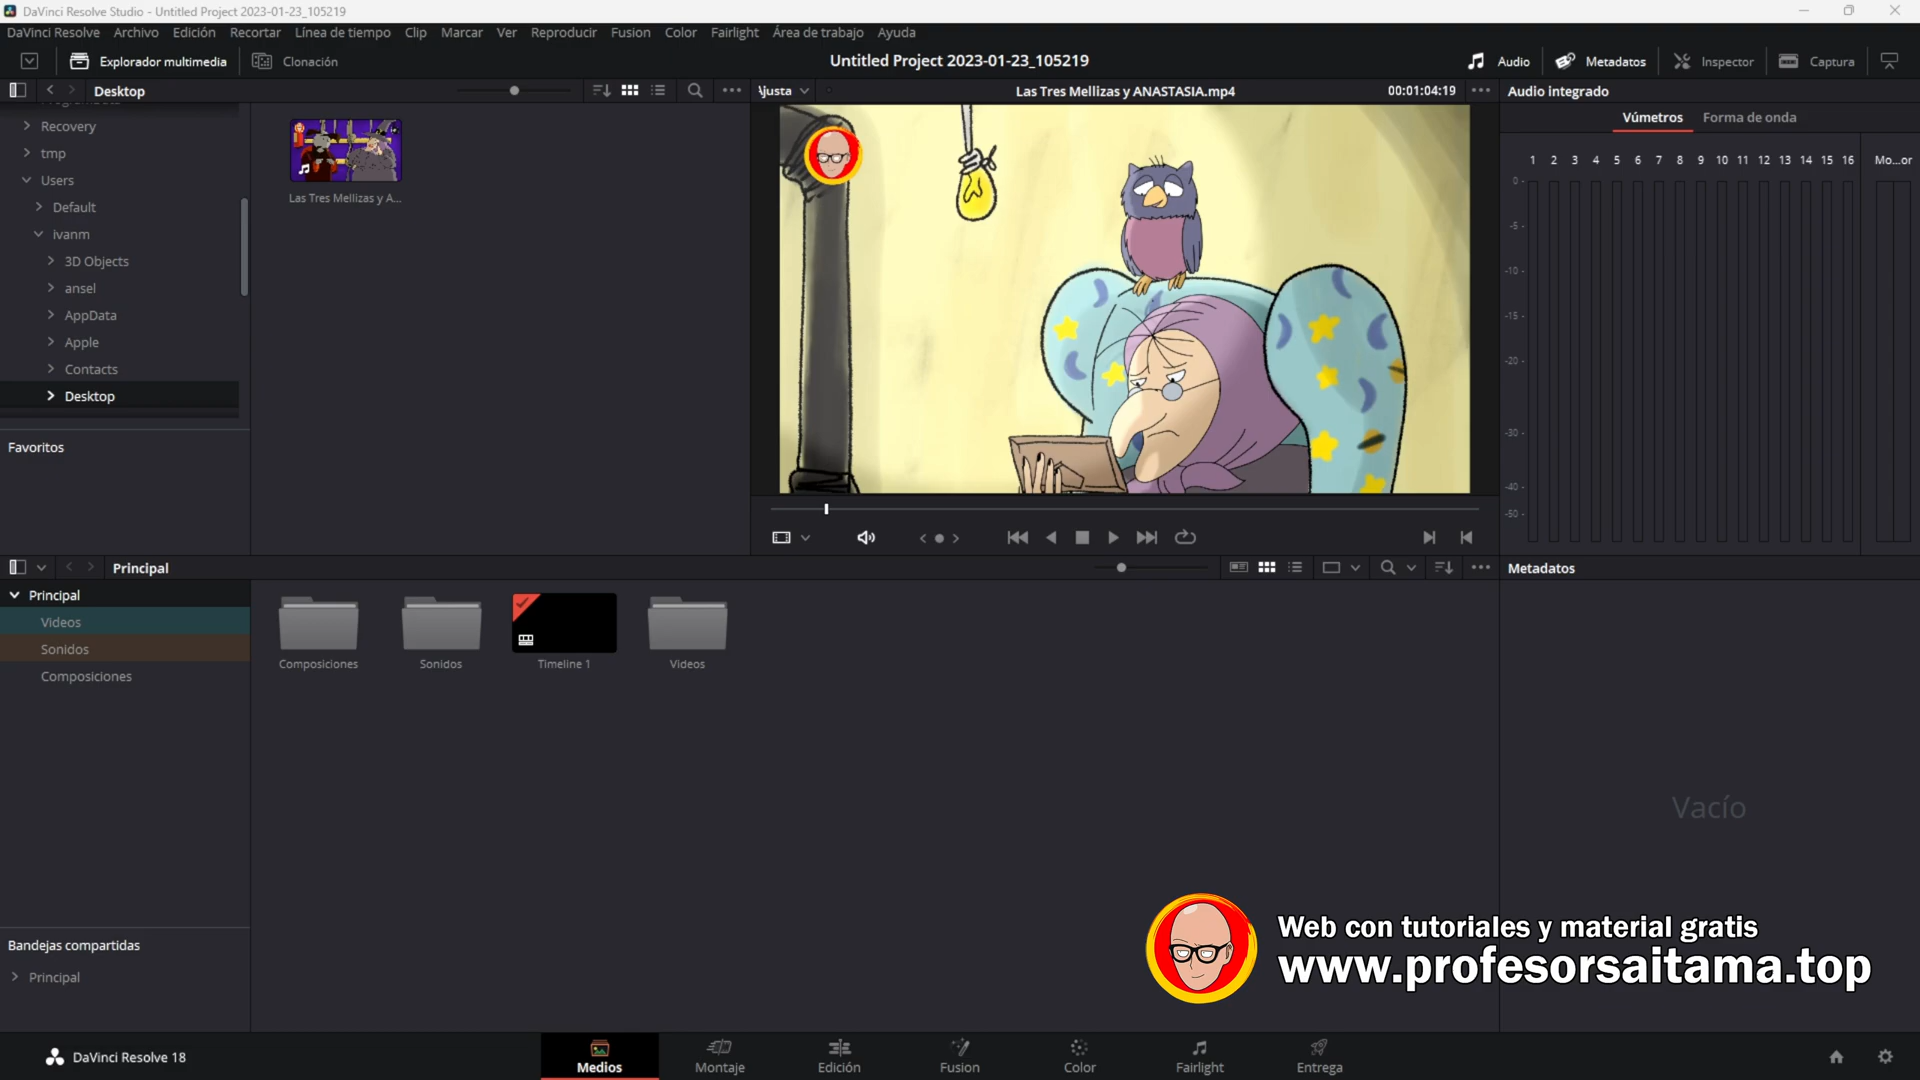 DaVinci Resolve Studio - Untitled Project 2023-01-23_105219
DaVinci Resolve Archivo Edición Recortar Línea de tiempo Clip Marcar Ver Reproducir Fusion Color Fairlight Área de trabajo Ayuda
Explorador multimedia Clonación Untitled Project 2023-01-23_105219 Audio Metadatos Inspector Captura
Desktop Las Tres Mellizas y ANASTASIA.mp4 00:01:04:19 Audio integrado
Vúmetros Forma de onda
Recovery
tmp
Users
Default
ivanm
3D Objects
ansel
AppData
Apple
Contacts
Desktop
Favoritos
Las Tres Mellizas y A...
1 2 3 4 5 6 7 8 9 10 11 12 13 14 15 16 Mo...or
0 -
-5 -
-10 -
-15 -
-20 -
-30 -
-40 -
-50 -
Principal Metadatos
Principal
Videos
Sonidos
Composiciones
Composiciones Sonidos Timeline 1 Videos
Vacío
Bandejas compartidas
Principal
Web con tutoriales y material gratis
www.profesorsaitama.top
DaVinci Resolve 18 Medios Montaje Edición Fusion Color Fairlight Entrega